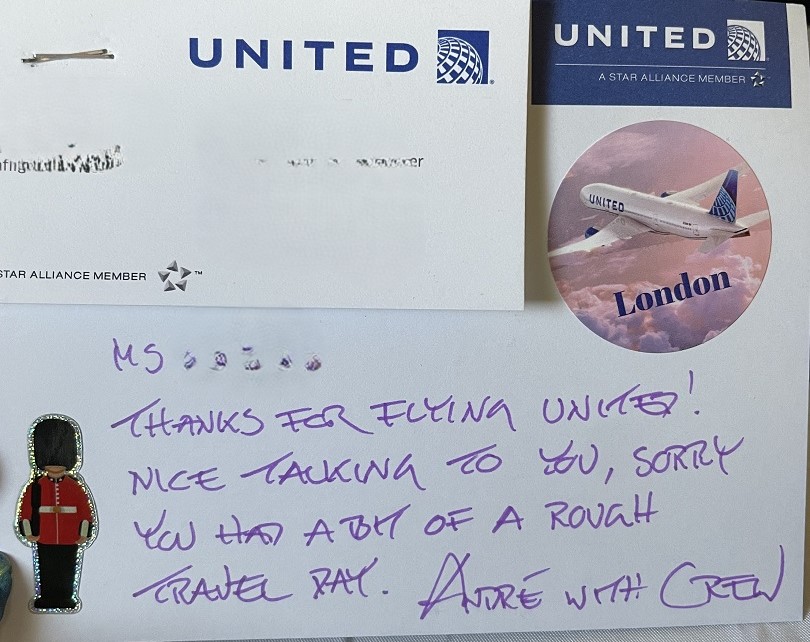 UNITED
STAR ALLIANCE MEMBER ™
UNITED
A STAR ALLIANCE MEMBER
UNITED
London
MS
THANKS FOR FLYING UNITED!
NICE TALKING TO YOU, SORRY
YOU HAD A BIT OF A ROUGH
TRAVEL DAY. ANDRÉ WITH CREW